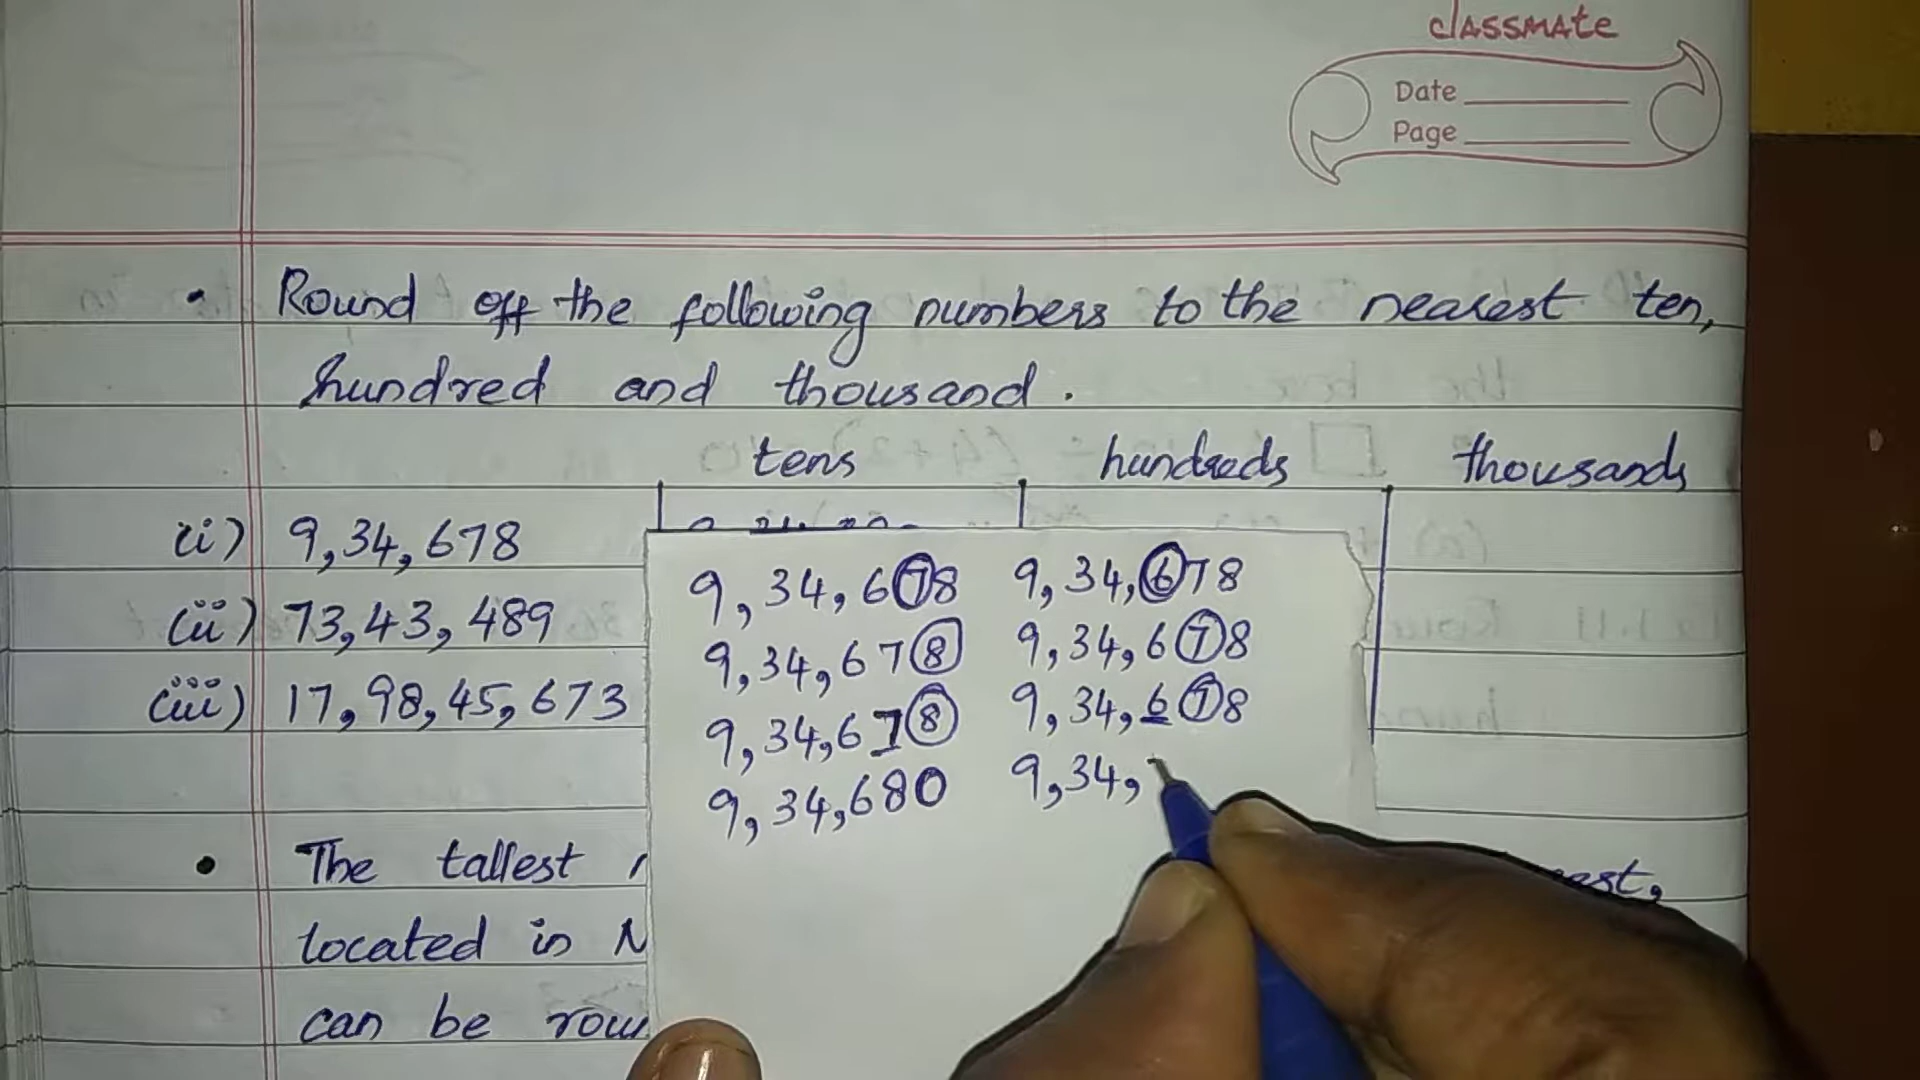 classmate
Date
Page
• Round off the following numbers to the nearest ten,
hundred and thousand.
tens hundreds thousands
(i) 9,34,678
(ii) 73,43,489
(iii) 17,98,45,673
9,34,678 9,34,678
9,34,678 9,34,678
9,34,678 9,34,678
9,34,680 9,34,
• The tallest
located in N
can be